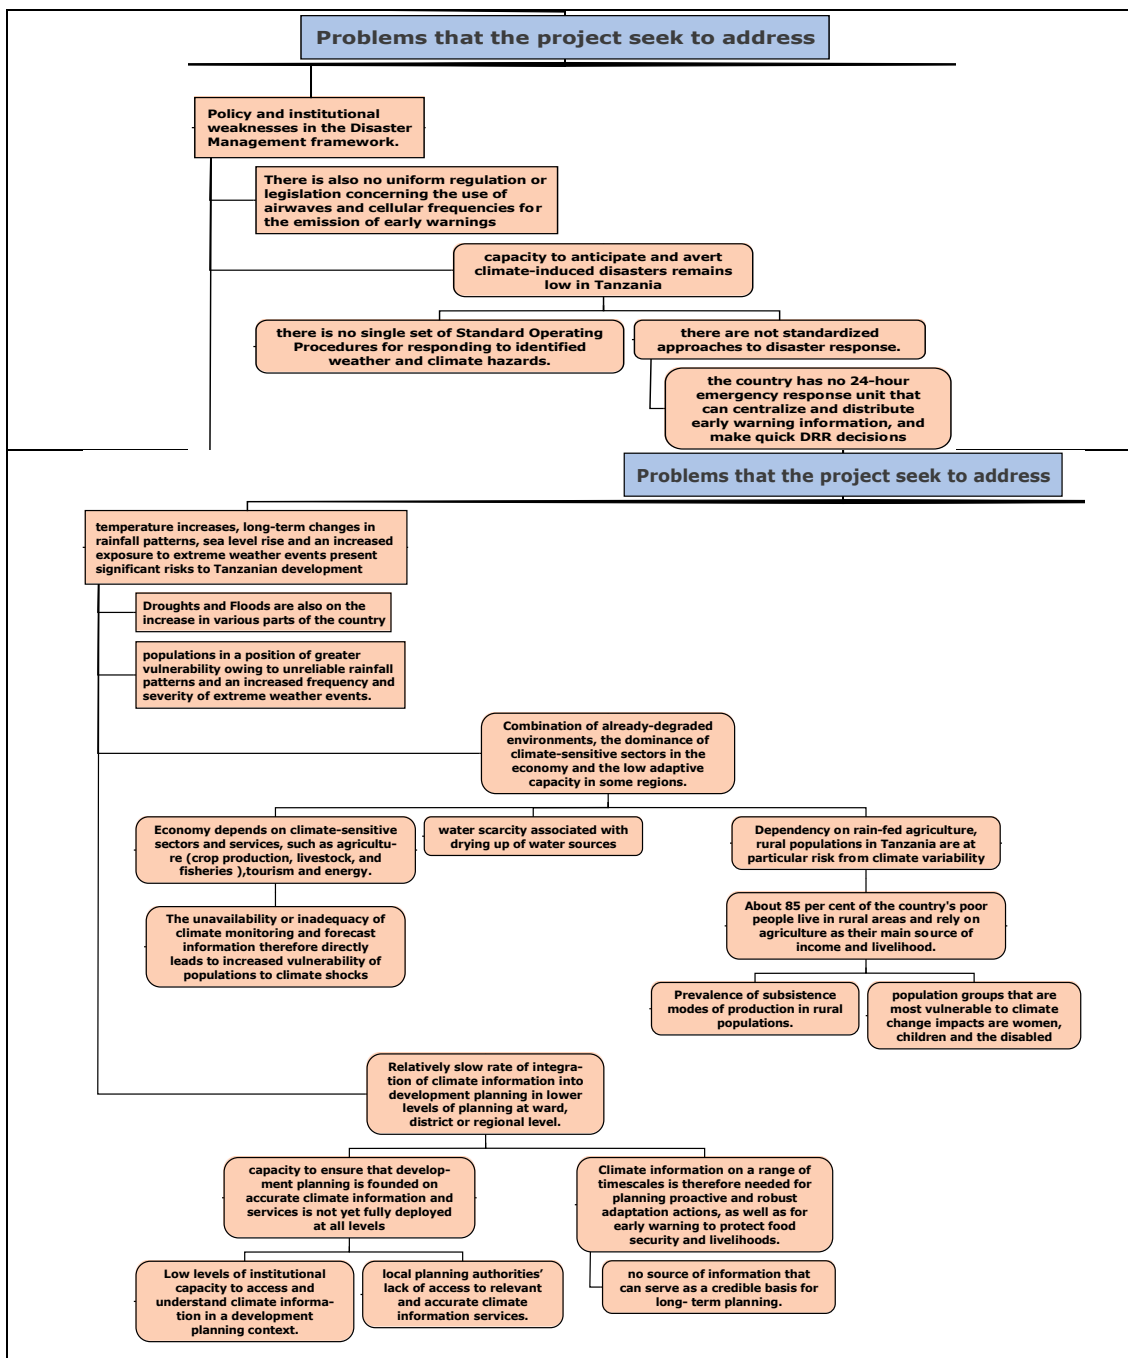 Problems that the project seek to address
Policy and institutional
weaknesses in the Disaster
Management framework.
There is also no uniform regulation or
legislation concerning the use of
airwaves and cellular frequencies for
the emission of early warnings
capacity to anticipate and avert
climate-induced disasters remains
low in Tanzania
there is no single set of Standard Operating
Procedures for responding to identified
weather and climate hazards.
there are not standardized
approaches to disaster response.
the country has no 24-hour
emergency response unit that
can centralize and distribute
early warning information, and
make quick DRR decisions
Problems that the project seek to address
temperature increases, long-term changes in
rainfall patterns, sea level rise and an increased
exposure to extreme weather events present
significant risks to Tanzanian development
Droughts and Floods are also on the
increase in various parts of the country
populations in a position of greater
vulnerability owing to unreliable rainfall
patterns and an increased frequency and
severity of extreme weather events.
Combination of already-degraded
environments, the dominance of
climate-sensitive sectors in the
economy and the low adaptive
capacity in some regions.
Economy depends on climate-sensitive
sectors and services, such as agricultu-
re (crop production, livestock, and
fisheries ),tourism and energy.
water scarcity associated with
drying up of water sources
Dependency on rain-fed agriculture,
rural populations in Tanzania are at
particular risk from climate variability
The unavailability or inadequacy of
climate monitoring and forecast
information therefore directly
leads to increased vulnerability of
populations to climate shocks
About 85 per cent of the country's poor
people live in rural areas and rely on
agriculture as their main source of
income and livelihood.
Prevalence of subsistence
modes of production in rural
populations.
population groups that are
most vulnerable to climate
change impacts are women,
children and the disabled
Relatively slow rate of integra-
tion of climate information into
development planning in lower
levels of planning at ward,
district or regional level.
capacity to ensure that develop-
ment planning is founded on
accurate climate information and
services is not yet fully deployed
at all levels
Climate information on a range of
timescales is therefore needed for
planning proactive and robust
adaptation actions, as well as for
early warning to protect food
security and livelihoods.
Low levels of institutional
capacity to access and
understand climate informa-
tion in a development
planning context.
local planning authorities’
lack of access to relevant
and accurate climate
information services.
no source of information that
can serve as a credible basis for
long- term planning.